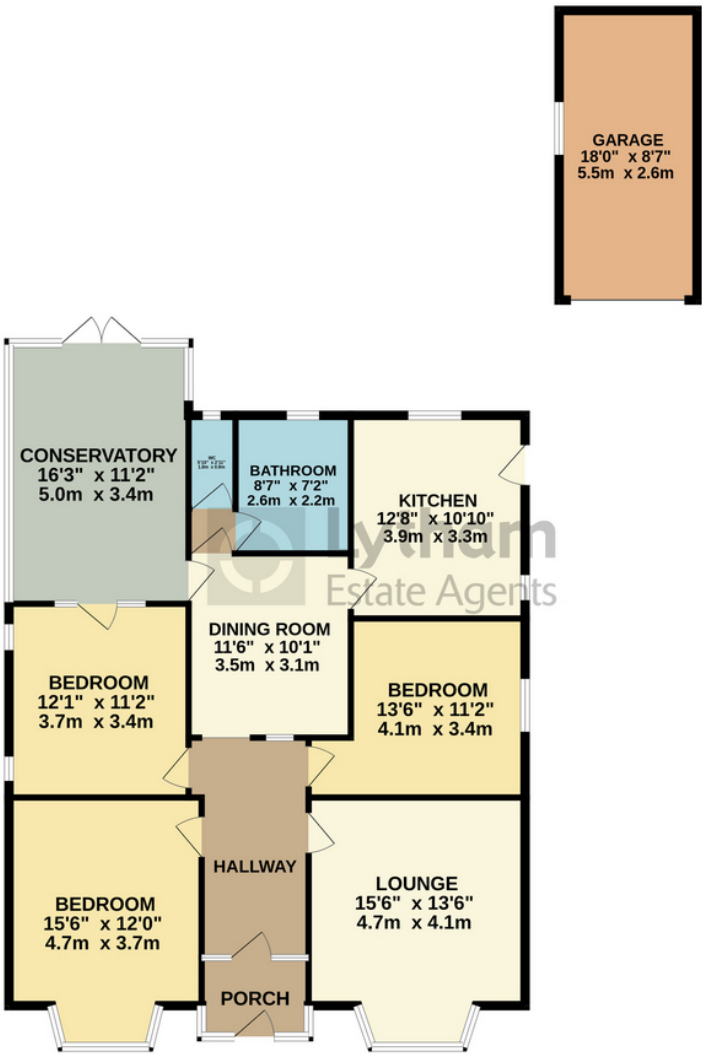 GARAGE
18'0" x 8'7"
5.5m x 2.6m
CONSERVATORY
16'3" x 11'2"
5.0m x 3.4m
WC
BATHROOM
8'7" x 7'2"
2.6m x 2.2m
KITCHEN
12'8" x 10'10"
3.9m x 3.3m
Lytham
Estate Agents
DINING ROOM
11'6" x 10'1"
3.5m x 3.1m
BEDROOM
12'1" x 11'2"
3.7m x 3.4m
BEDROOM
13'6" x 11'2"
4.1m x 3.4m
HALLWAY
LOUNGE
15'6" x 13'6"
4.7m x 4.1m
BEDROOM
15'6" x 12'0"
4.7m x 3.7m
PORCH